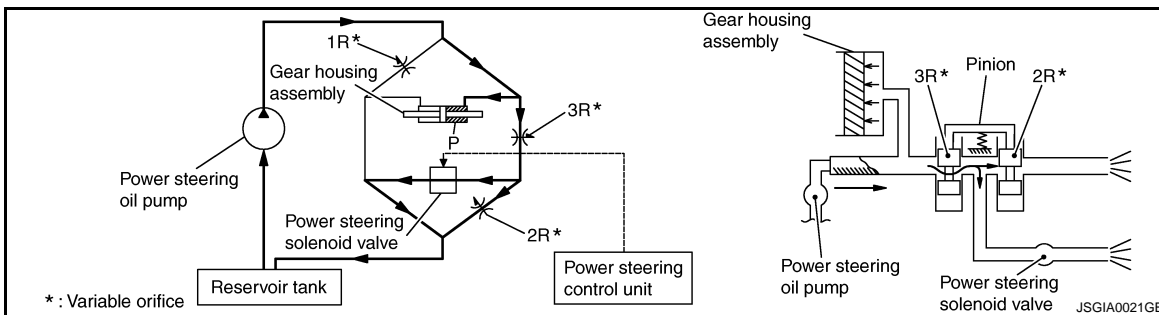 1R*
Gear housing
assembly
P
3R*
Power steering
oil pump
Power steering
solenoid valve
2R*
Reservoir tank
Power steering
control unit
* : Variable orifice
Gear housing
assembly
Pinion
3R*
2R*
Power steering
oil pump
Power steering
solenoid valve
JSGIA0021GB